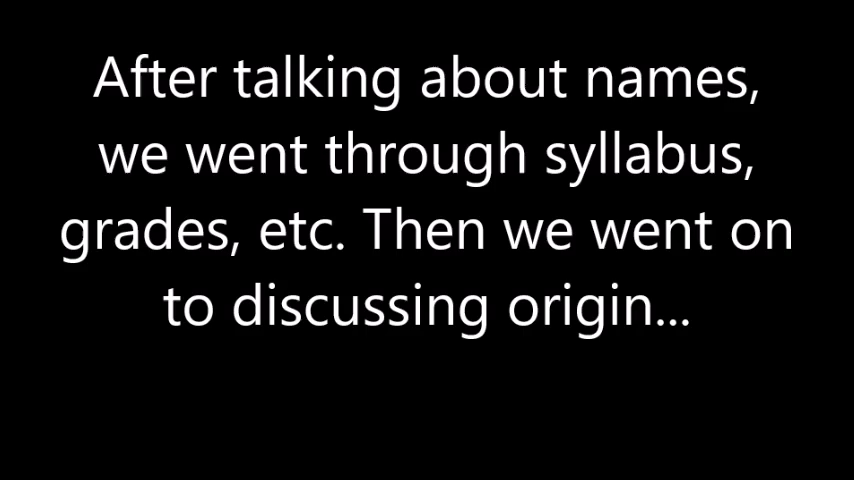 After talking about names,
we went through syllabus,
grades, etc. Then we went on
to discussing origin...